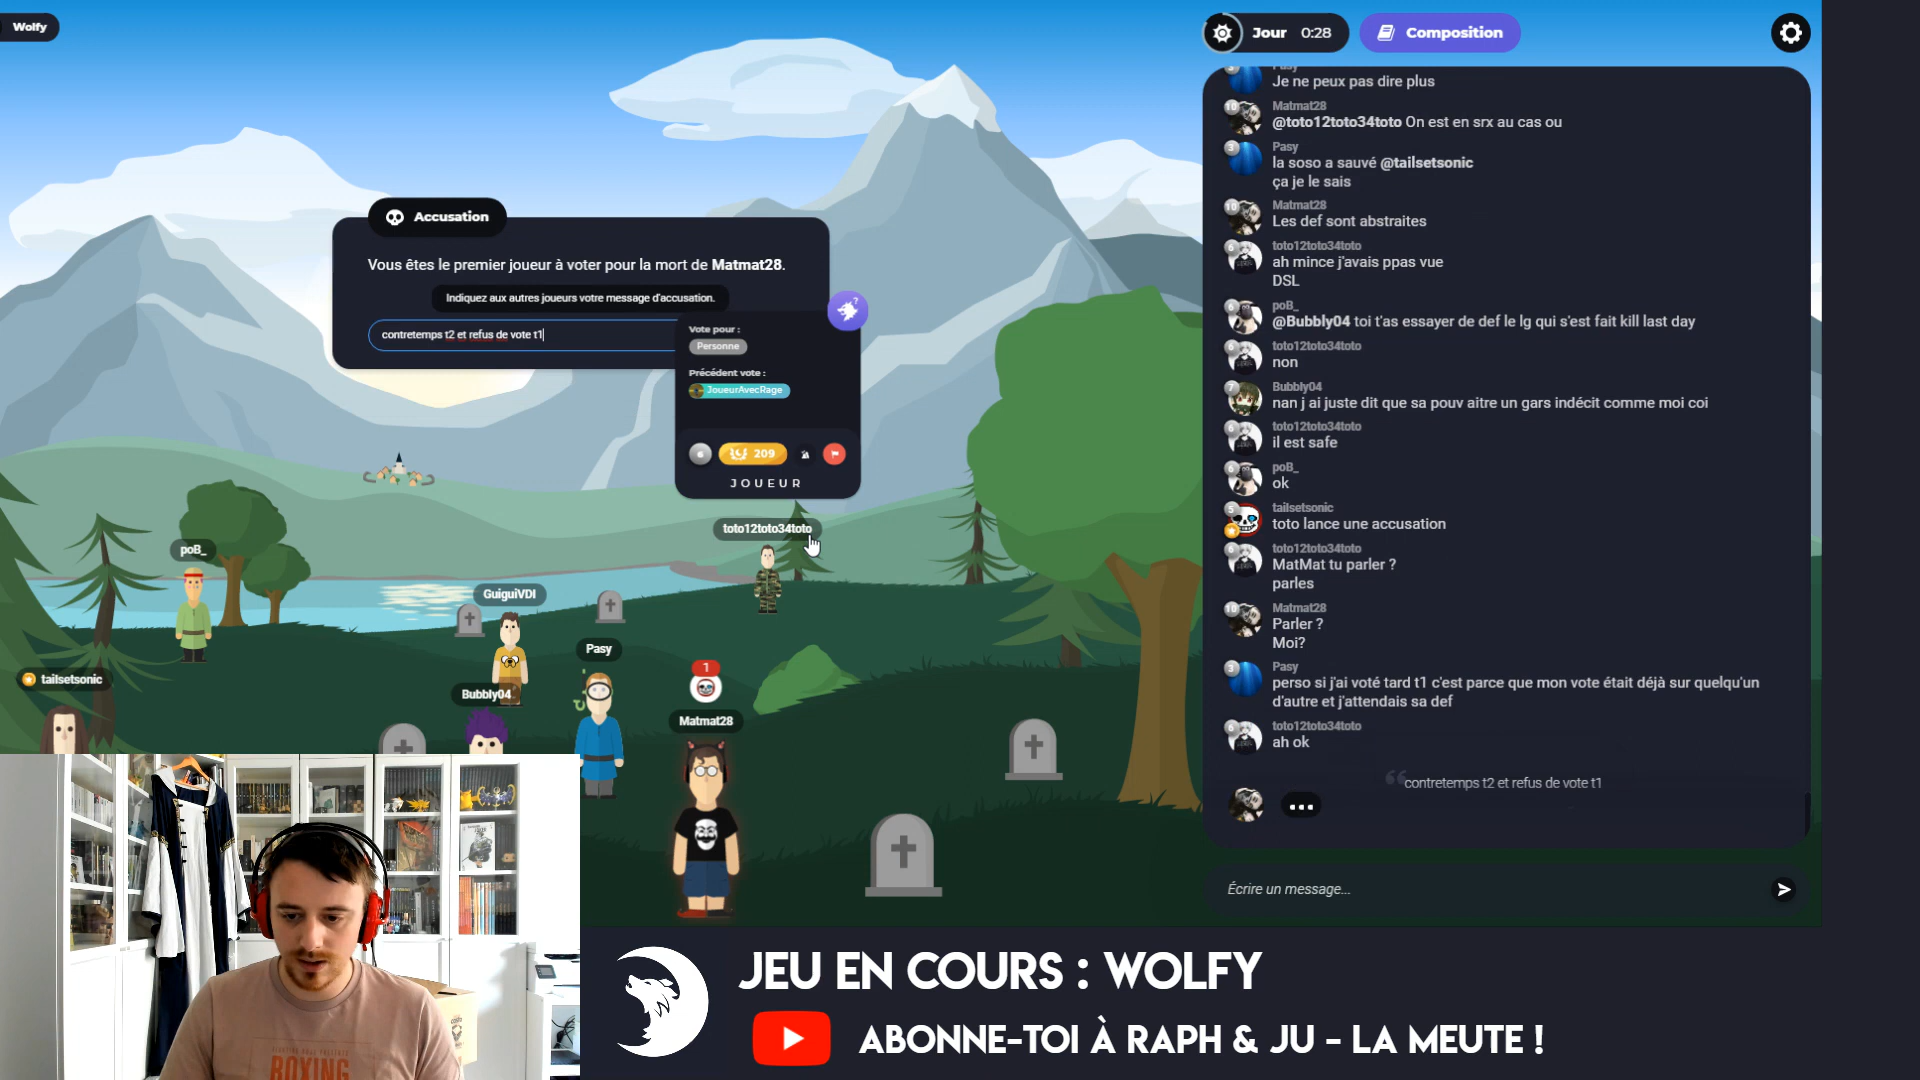 Wolfy
Jour 0:28
Composition
Accusation
Vous êtes le premier joueur à voter pour la mort de Matmat28.
Indiquez aux autres joueurs votre message d'accusation.
contretemps t2 et refus de vote t1
Vote pour :
Personne
Précédent vote :
JoueurAvecRage
6
209
JOUEUR
toto12toto34toto
poB_
GuiguiVDI
Pasy
tailsetsonic
Bubbly04
1
Matmat28
Pasy
Je ne peux pas dire plus
Matmat28
@toto12toto34toto On est en srx au cas ou
Pasy
la soso a sauvé @tailsetsonic
ça je le sais
Matmat28
Les def sont abstraites
toto12toto34toto
ah mince j'avais ppas vue
DSL
poB_
@Bubbly04 toi t'as essayer de def le lg qui s'est fait kill last day
toto12toto34toto
non
Bubbly04
nan j ai juste dit que sa pouv aitre un gars indécit comme moi coi
toto12toto34toto
il est safe
poB_
ok
tailsetsonic
toto lance une accusation
toto12toto34toto
MatMat tu parler ?
parles
Matmat28
Parler ?
Moi?
Pasy
perso si j'ai voté tard t1 c'est parce que mon vote était déjà sur quelqu'un
d'autre et j'attendais sa def
toto12toto34toto
ah ok
contretemps t2 et refus de vote t1
...
Écrire un message...
BOXING
JEU EN COURS : WOLFY
ABONNE-TOI À RAPH & JU - LA MEUTE !